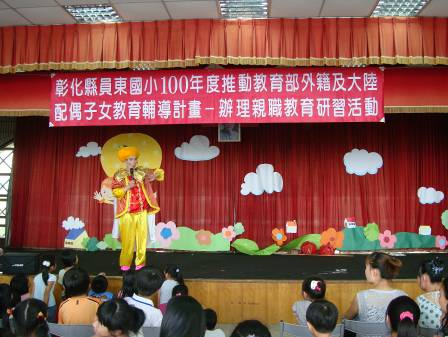 彰化縣員東國小100年度推動教育部外籍及大陸
配偶子女教育輔導計畫－辦理親職教育研習活動